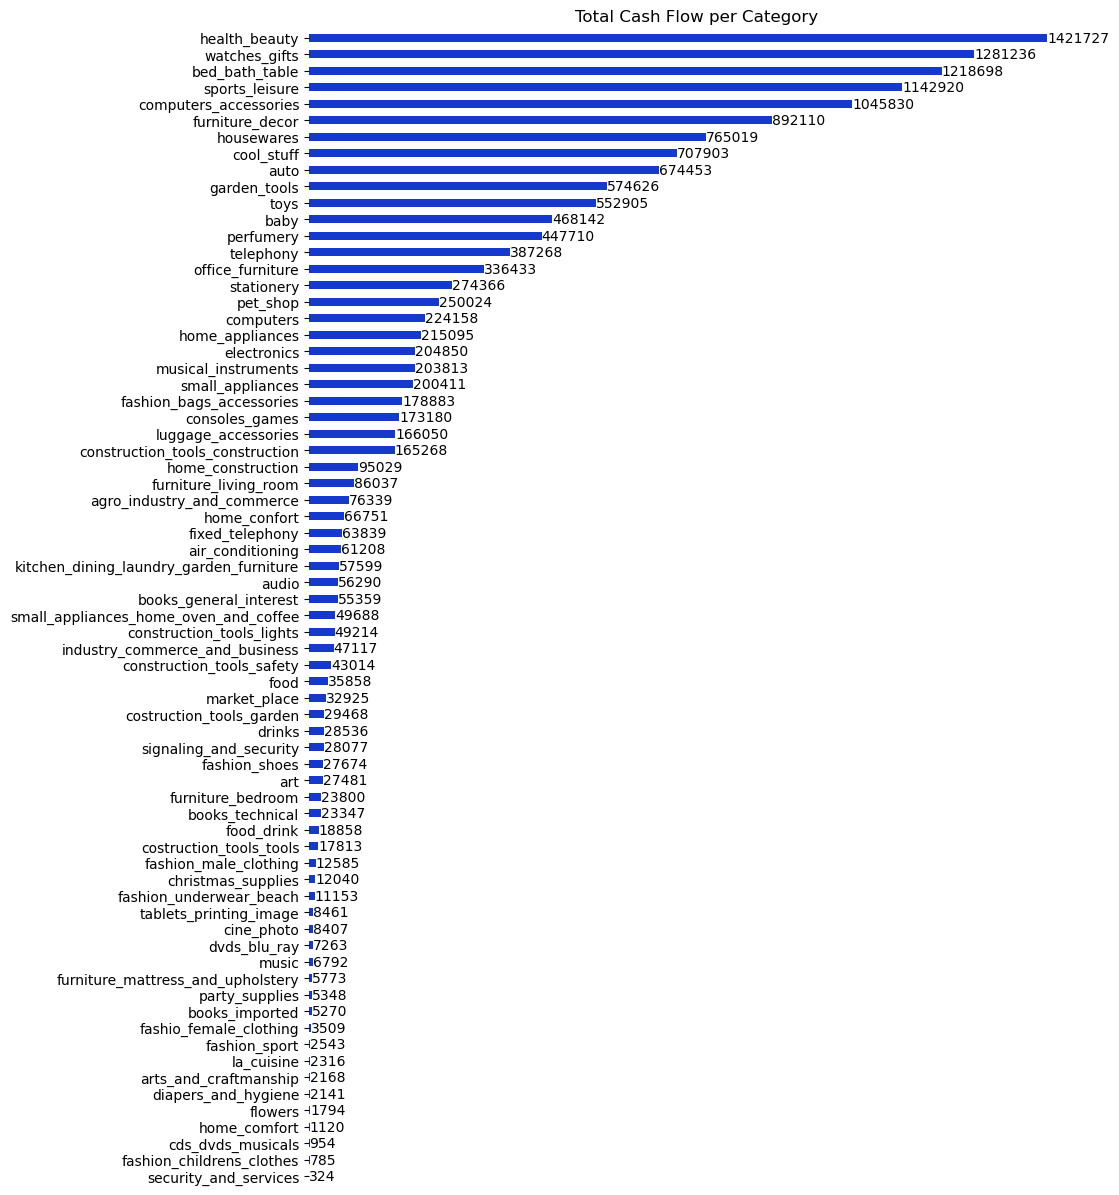 Total Cash Flow per Category
health_beauty 1421727
watches_gifts 1281236
bed_bath_table 1218698
sports_leisure 1142920
computers_accessories 1045830
furniture_decor 892110
housewares 765019
cool_stuff 707903
auto 674453
garden_tools 574626
toys 552905
baby 468142
perfumery 447710
telephony 387268
office_furniture 336433
stationery 274366
pet_shop 250024
computers 224158
home_appliances 215095
electronics 204850
musical_instruments 203813
small_appliances 200411
fashion_bags_accessories 178883
consoles_games 173180
luggage_accessories 166050
construction_tools_construction 165268
home_construction 95029
furniture_living_room 86037
agro_industry_and_commerce 76339
home_confort 66751
fixed_telephony 63839
air_conditioning 61208
kitchen_dining_laundry_garden_furniture 57599
audio 56290
books_general_interest 55359
small_appliances_home_oven_and_coffee 49688
construction_tools_lights 49214
industry_commerce_and_business 47117
construction_tools_safety 43014
food 35858
market_place 32925
costruction_tools_garden 29468
drinks 28536
signaling_and_security 28077
fashion_shoes 27674
art 27481
furniture_bedroom 23800
books_technical 23347
food_drink 18858
costruction_tools_tools 17813
fashion_male_clothing 12585
christmas_supplies 12040
fashion_underwear_beach 11153
tablets_printing_image 8461
cine_photo 8407
dvds_blu_ray 7263
music 6792
furniture_mattress_and_upholstery 5773
party_supplies 5348
books_imported 5270
fashio_female_clothing 3509
fashion_sport 2543
la_cuisine 2316
arts_and_craftmanship 2168
diapers_and_hygiene 2141
flowers 1794
home_comfort 1120
cds_dvds_musicals 954
fashion_childrens_clothes 785
security_and_services 324